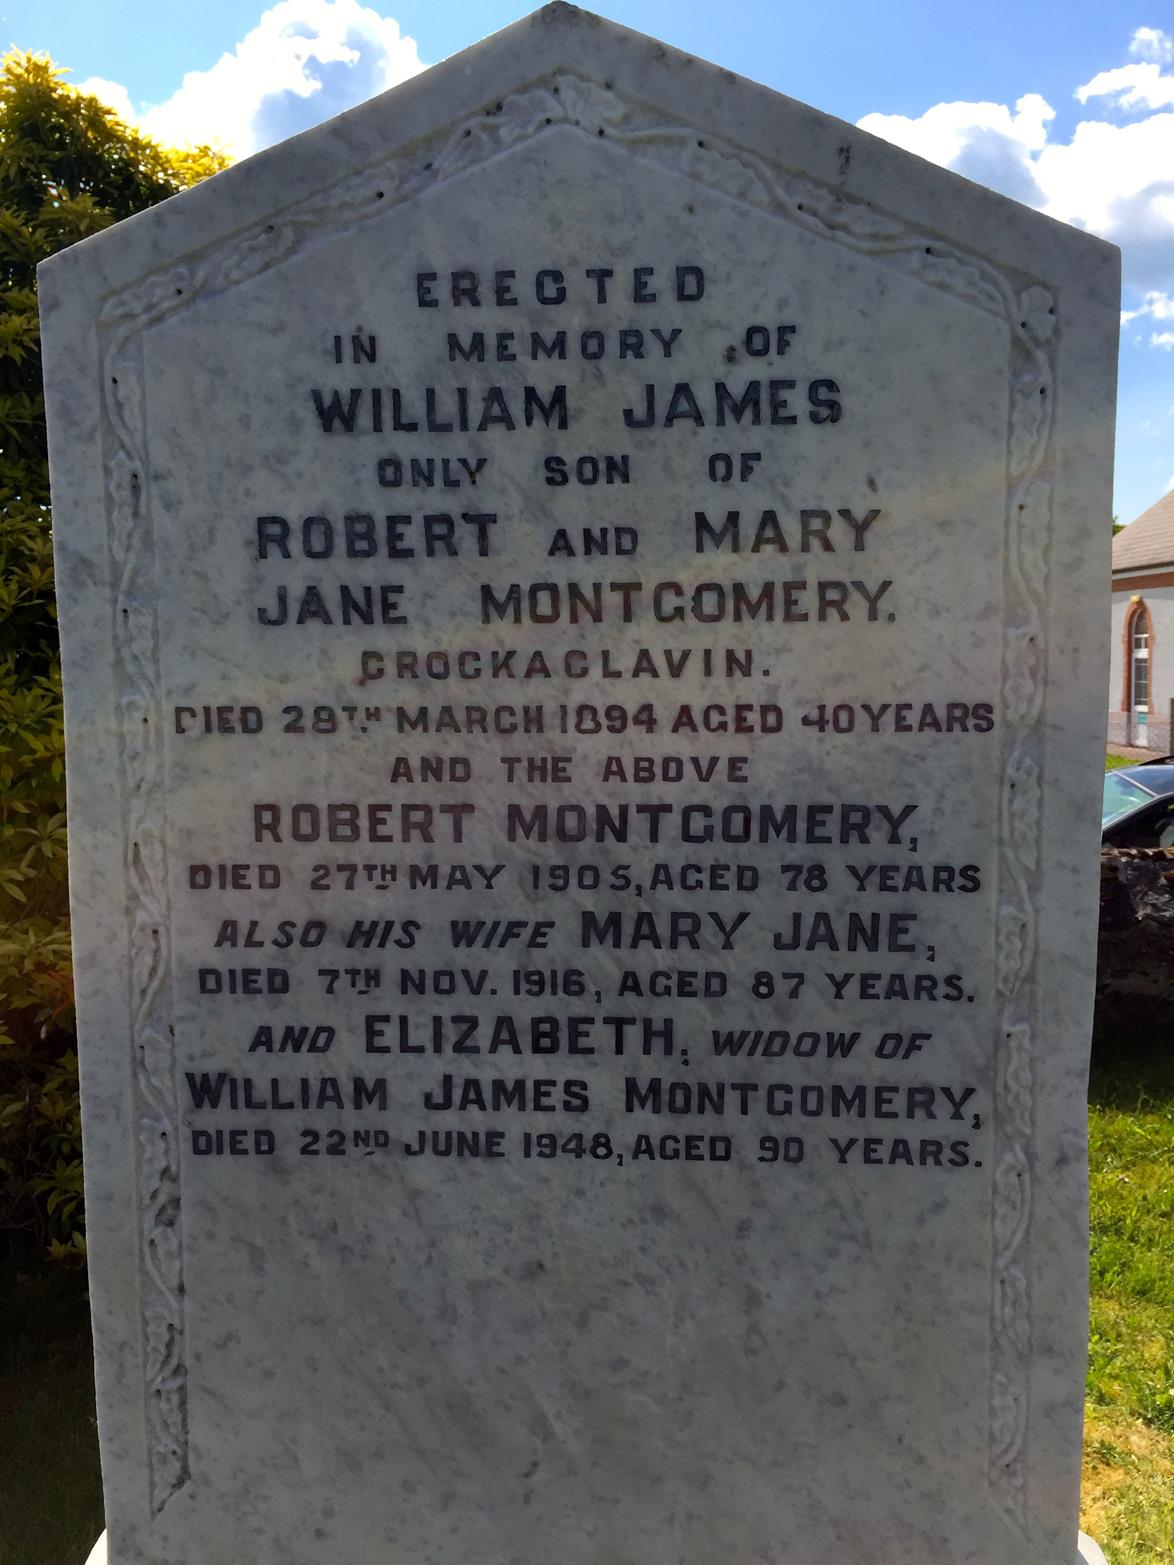 ERECTED
IN MEMORY OF
WILLIAM JAMES
ONLY SON OF
ROBERT AND MARY
JANE MONTGOMERY.
CROCKACLAVIN.
DIED 28TH MARCH 1894 AGED 40 YEARS
AND THE ABOVE
ROBERT MONTGOMERY,
DIED 27TH MAY 1905, AGED 78 YEARS
ALSO HIS WIFE MARY JANE,
DIED 7TH NOV. 1916, AGED 87 YEARS.
AND ELIZABETH, WIDOW OF
WILLIAM JAMES MONTGOMERY,
DIED 22ND JUNE 1948, AGED 90 YEARS.